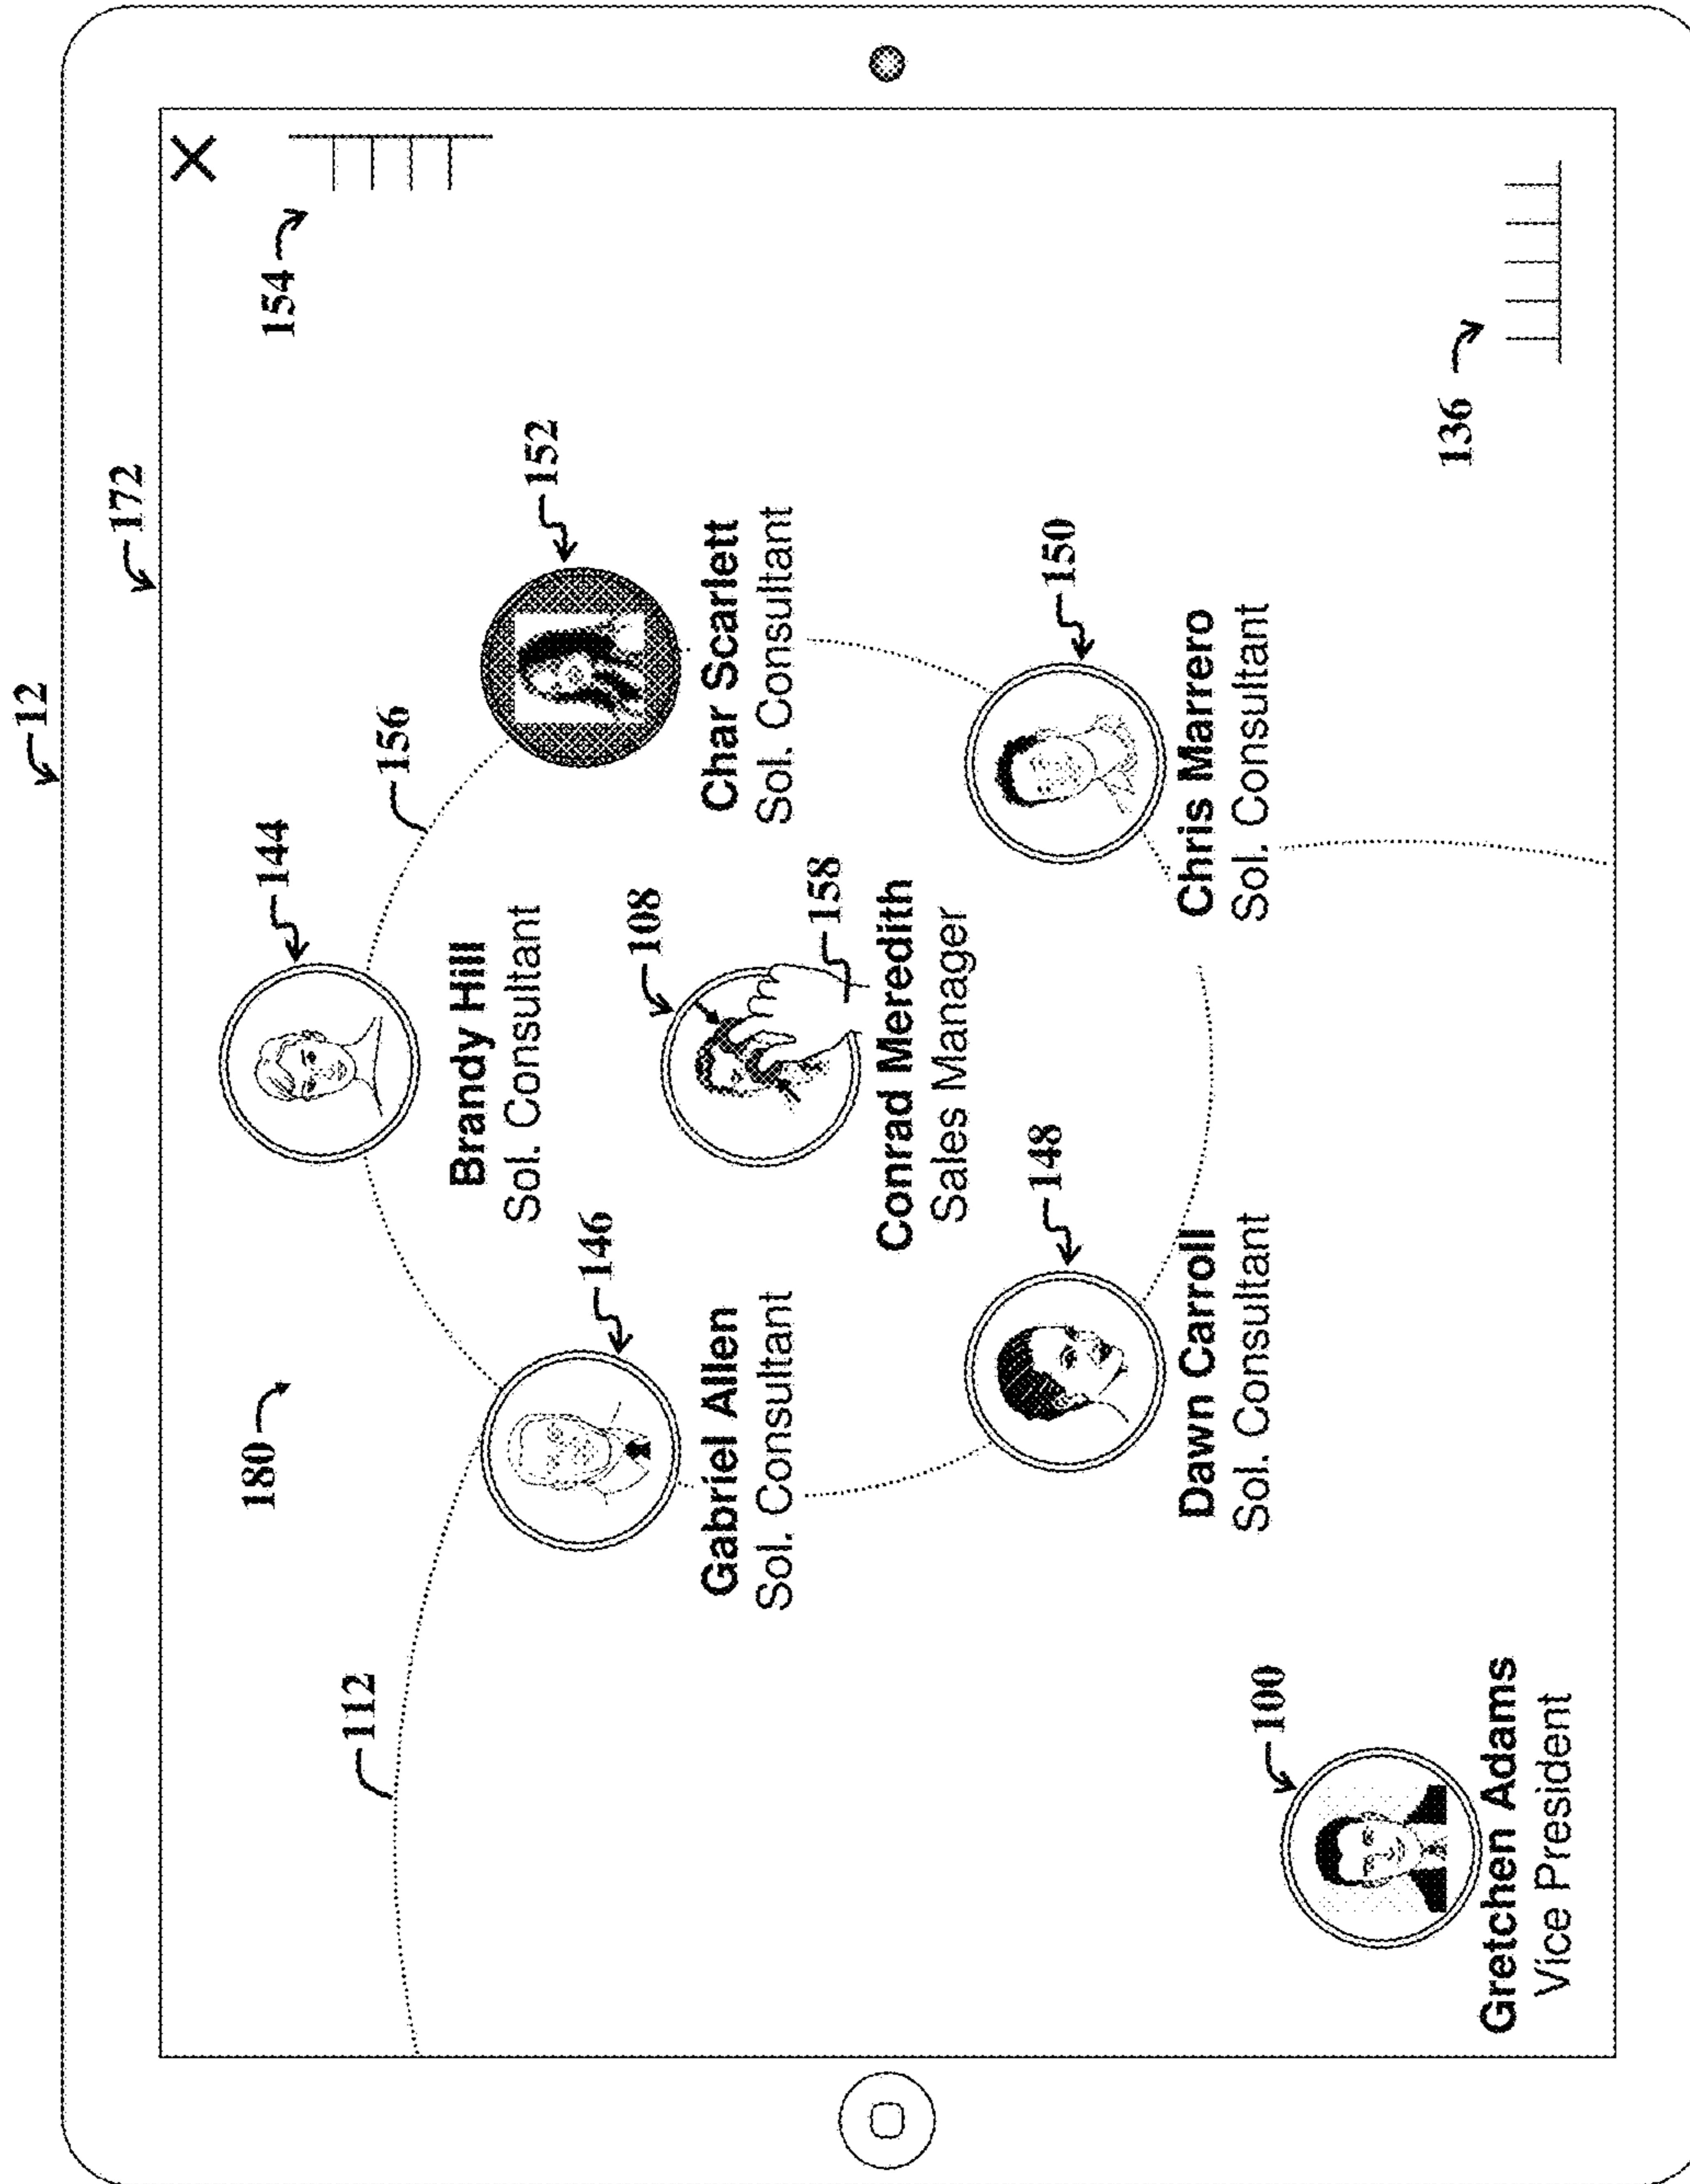 12
172
154
X
144
156
180
Brandy Hill
Sol. Consultant
152
112
146
108
158
Gabriel Allen
Sol. Consultant
Char Scarlett
Sol. Consultant
Conrad Meredith
Sales Manager
148
150
Dawn Carroll
Sol. Consultant
Chris Marrero
Sol. Consultant
100
136
Gretchen Adams
Vice President